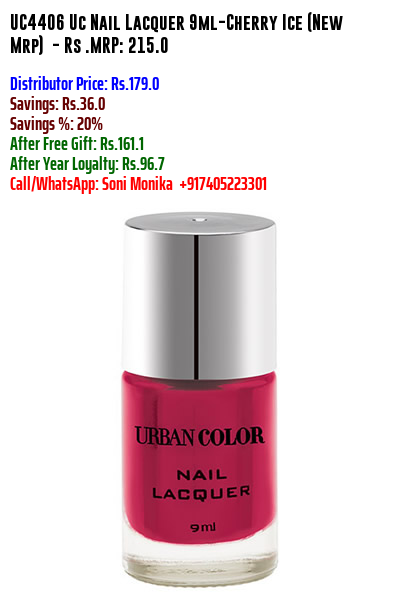 UC4406 Uc Nail Lacquer 9ml-Cherry Ice (New
Mrp) - Rs .MRP: 215.0
Distributor Price: Rs.179.0
Savings: Rs.36.0
Savings %: 20%
After Free Gift: Rs.161.1
After Year Loyalty: Rs.96.7
Call/WhatsApp: Soni Monika +917405223301
URBAN COLOR
NAIL
LACQUER
9ml